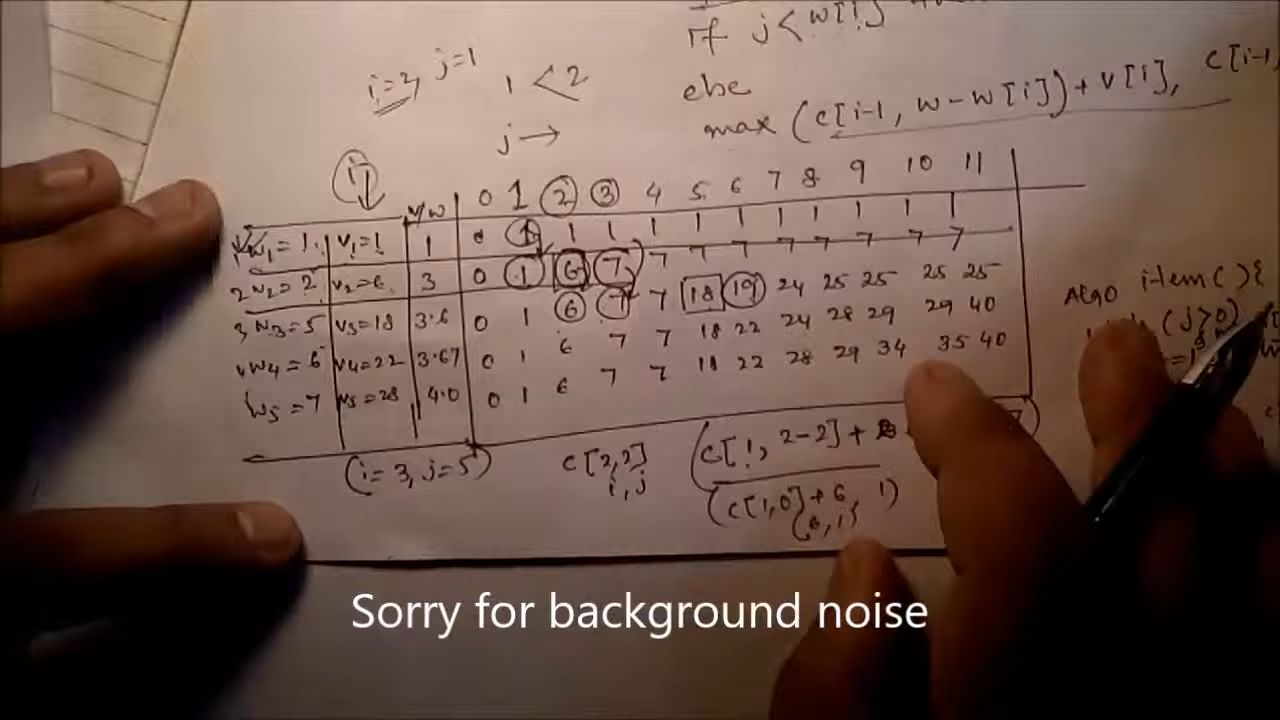 if j<w[i]
i=2, j=1
1 < 2
else
max (c[i-1, w-w[i])+v[i], c[i-1,
j →
i↓
v/w 0 1 2 3 4 5 6 7 8 9 10 11
1 w1=1 v1=1 1 0 1 1 1 1 1 1 1 1 1 1 1
2 w2=2 v2=6 3 0 1 6 7 7 7 7 7 7 7 7 7
3 w3=5 v3=18 3.6 0 1 6 7 7 18 19 24 25 25 25 25
4 w4=6 v4=22 3.67 0 1 6 7 7 18 22 24 28 29 29 40
w5=7 v5=28 4.0 0 1 6 7 7 18 22 28 29 34 35 40
Algo item(){
(j>0)
(i=3, j=5)
c[2,2]
i, j
(c[1, 2-2]+
(c[1,0]+6, 1)
(6,1)
Sorry for background noise